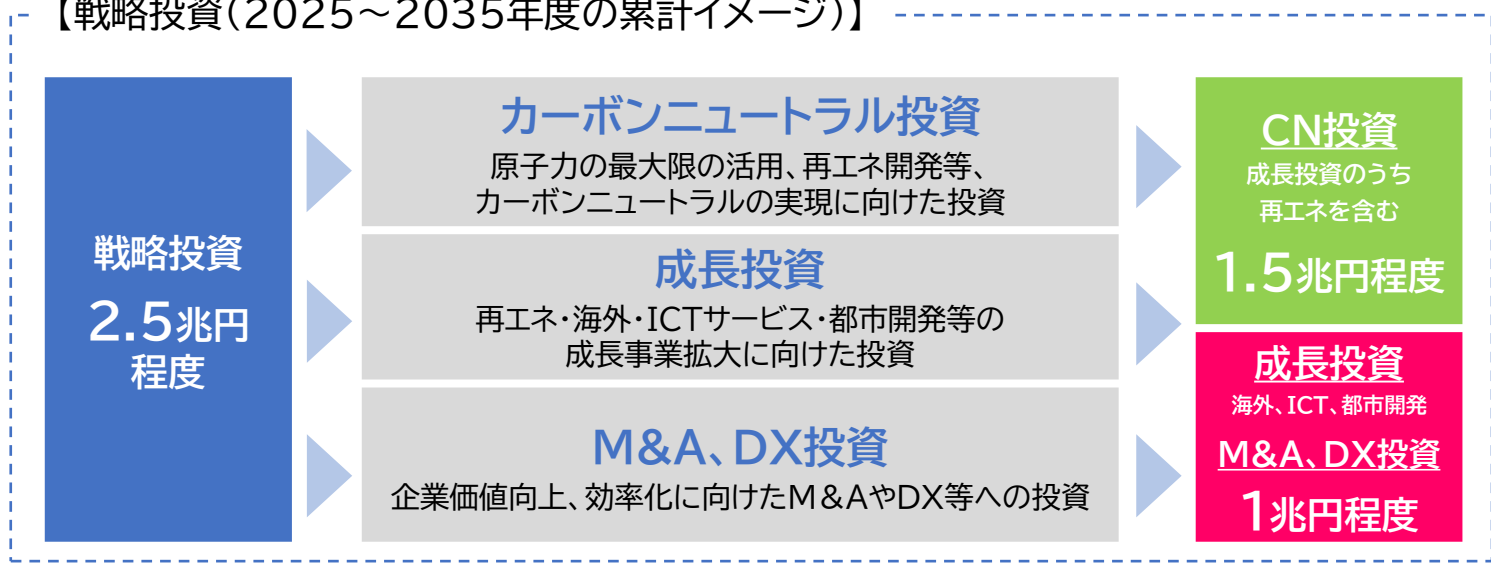 【戦略投資(2025～2035年度の累計イメージ)】
戦略投資
2.5兆円
程度
カーボンニュートラル投資
原子力の最大限の活用、再エネ開発等、
カーボンニュートラルの実現に向けた投資
成長投資
再エネ・海外・ICTサービス・都市開発等の
成長事業拡大に向けた投資
M&A、DX投資
企業価値向上、効率化に向けたM&AやDX等への投資
CN投資
成長投資のうち
再エネを含む
1.5兆円程度
成長投資
海外、ICT、都市開発
M&A、DX投資
1兆円程度